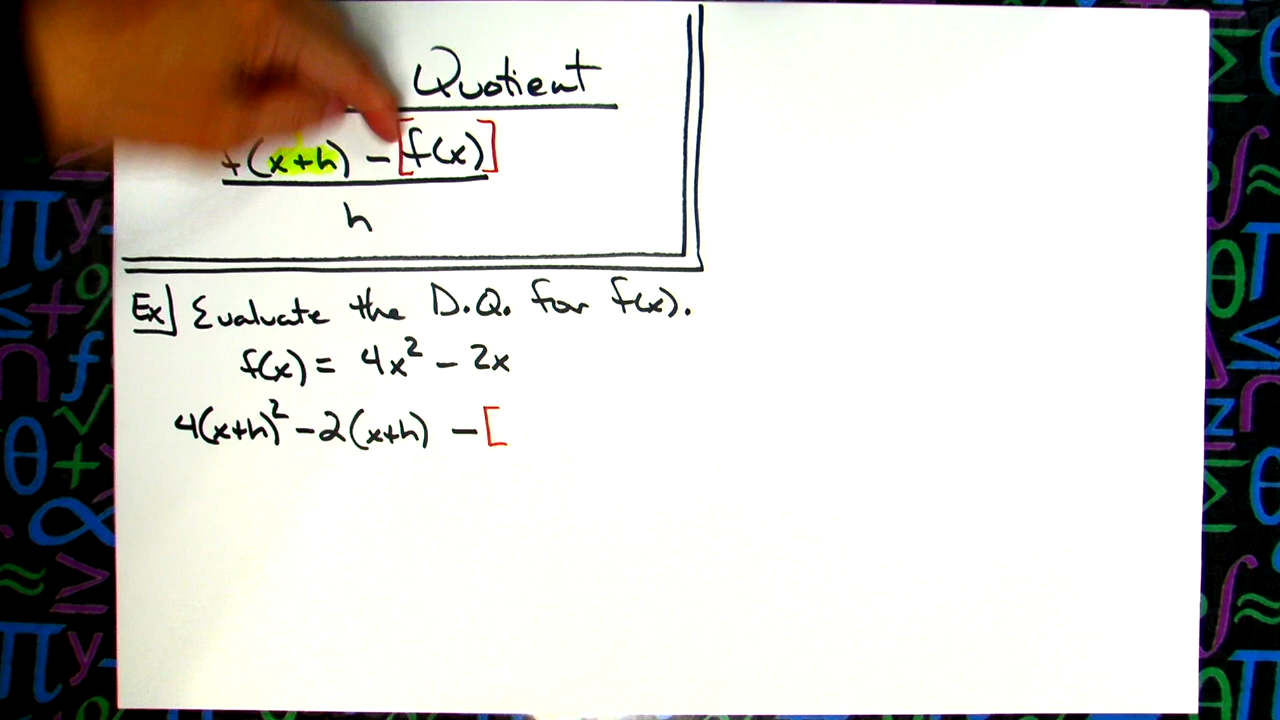 Quotient
f(x+h) - [f(x)]
h
Ex] Evaluate the D.Q. for f(x).
f(x) = 4x² - 2x
4(x+h)² - 2(x+h) - [